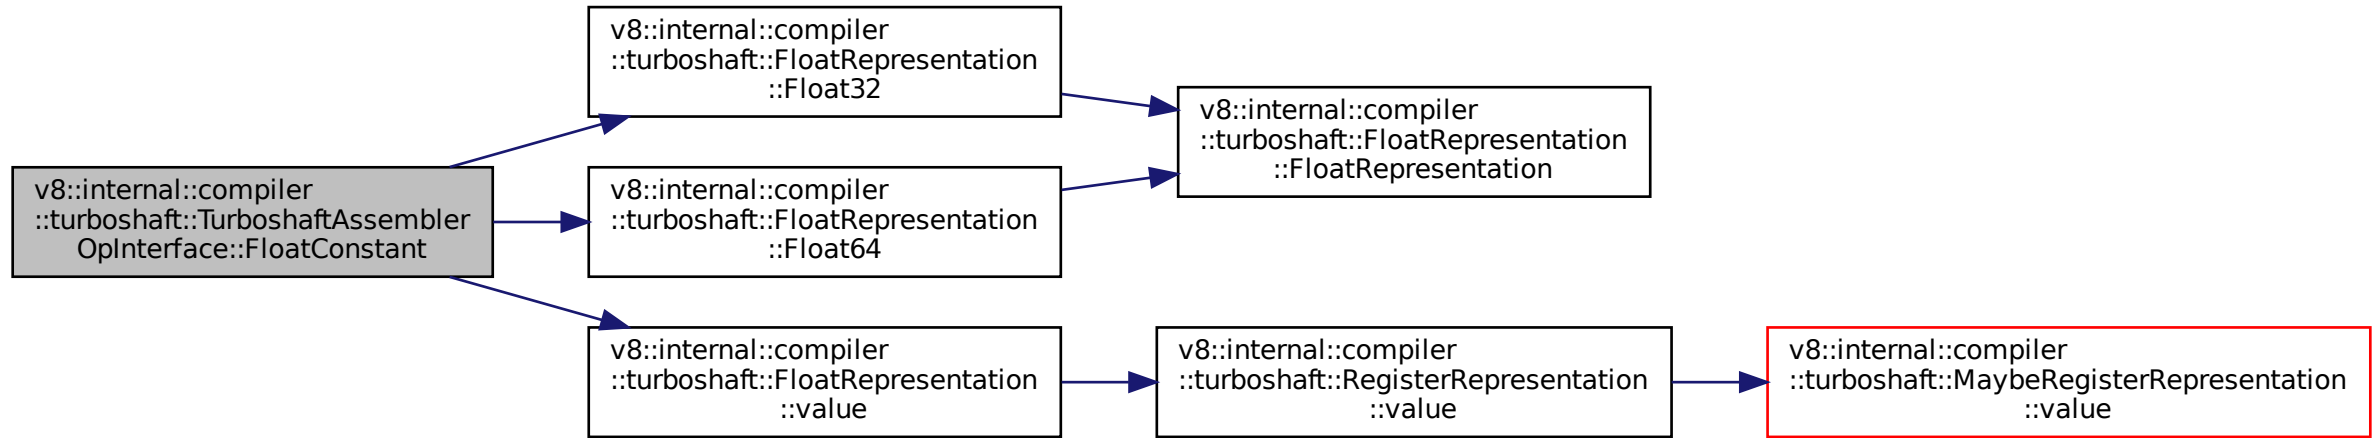 v8::internal::compiler
::turboshaft::TurboshaftAssembler
OpInterface::FloatConstant
v8::internal::compiler
::turboshaft::FloatRepresentation
::Float32
v8::internal::compiler
::turboshaft::FloatRepresentation
::FloatRepresentation
v8::internal::compiler
::turboshaft::FloatRepresentation
::Float64
v8::internal::compiler
::turboshaft::FloatRepresentation
::value
v8::internal::compiler
::turboshaft::RegisterRepresentation
::value
v8::internal::compiler
::turboshaft::MaybeRegisterRepresentation
::value